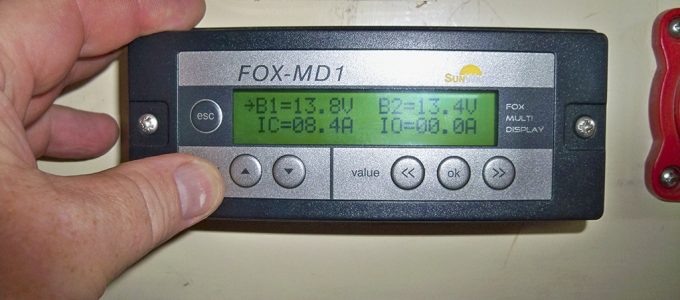 FOX-MD1
SUNWAY
esc
→B1=13.8V B2=13.4V
IC=08.4A IO=00.0A
FOX
MULTI
DISPLAY
value << ok >>